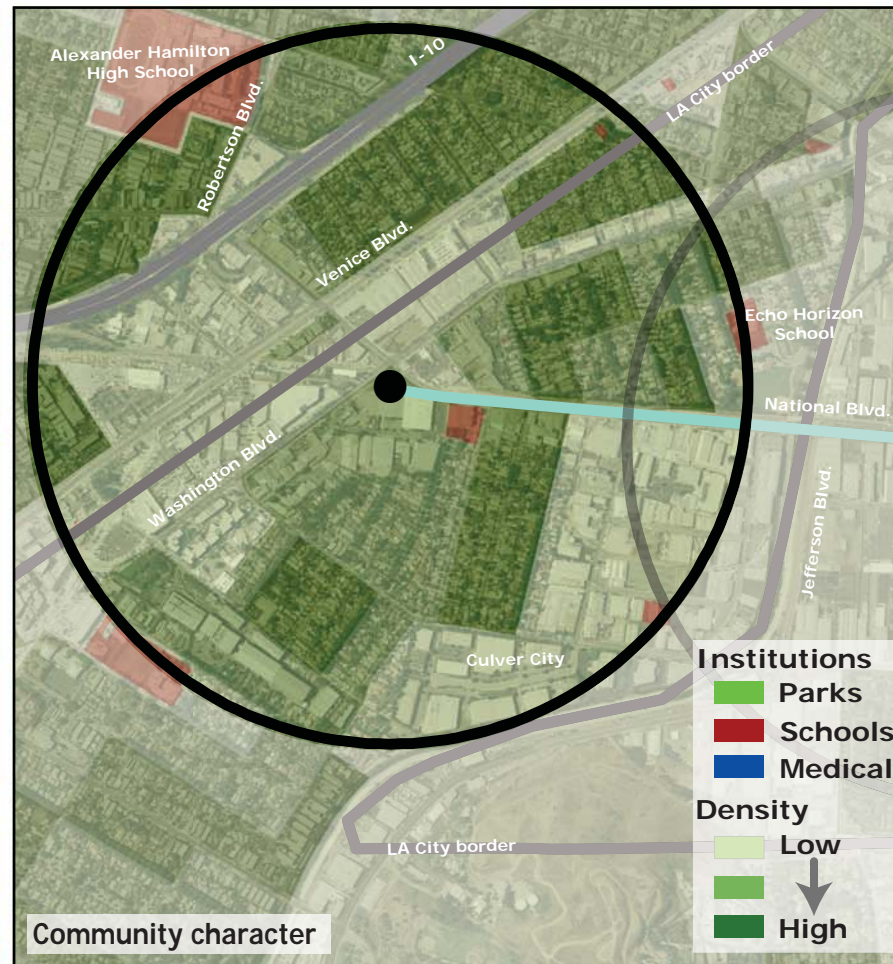 Alexander Hamilton
High School
I-10
LA City border
Robertson Blvd.
Venice Blvd.
Echo Horizon
School
National Blvd.
Washington Blvd.
Jefferson Blvd.
Culver City
Institutions
Parks
Schools
Medical
Density
Low
High
LA City border
Community character